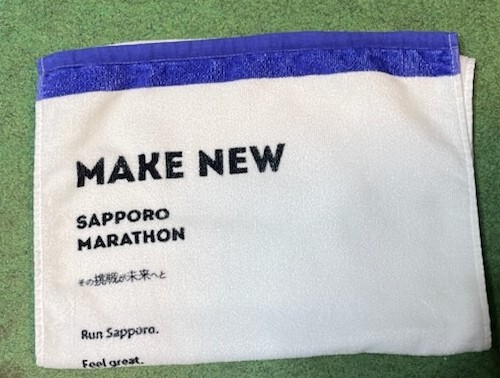 MAKE NEW
SAPPORO
MARATHON
その挑戦が未来へと
Run Sapporo.
Feel great.